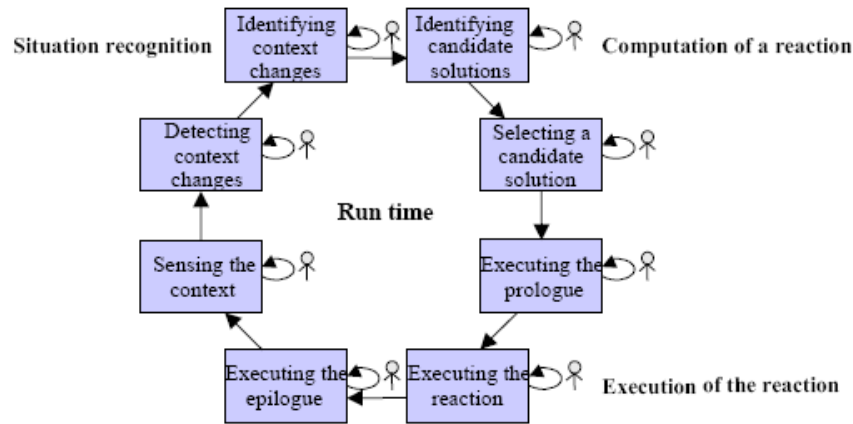 Situation recognition
Identifying
context
changes
Identifying
candidate
solutions
Computation of a reaction
Detecting
context
changes
Selecting a
candidate
solution
Run time
Sensing the
context
Executing the
prologue
Executing the
epilogue
Executing the
reaction
Execution of the reaction